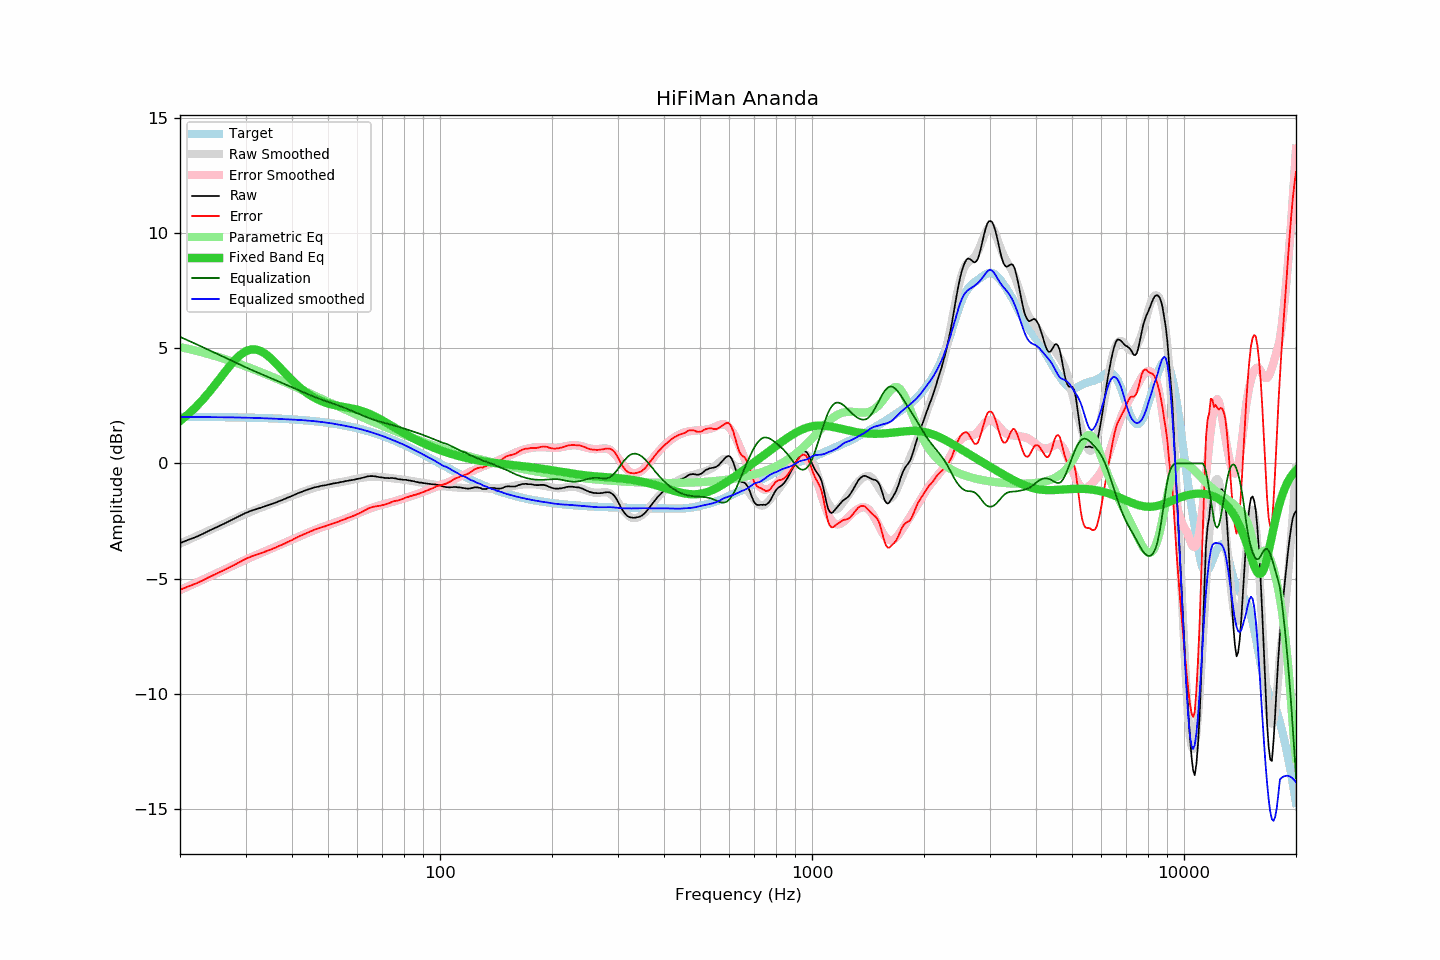 HiFiMan Ananda
15
10
5
0
−5
−10
−15
Amplitude (dBr)
Target
Raw Smoothed
Error Smoothed
Raw
Error
Parametric Eq
Fixed Band Eq
Equalization
Equalized smoothed
100
1000
10000
Frequency (Hz)